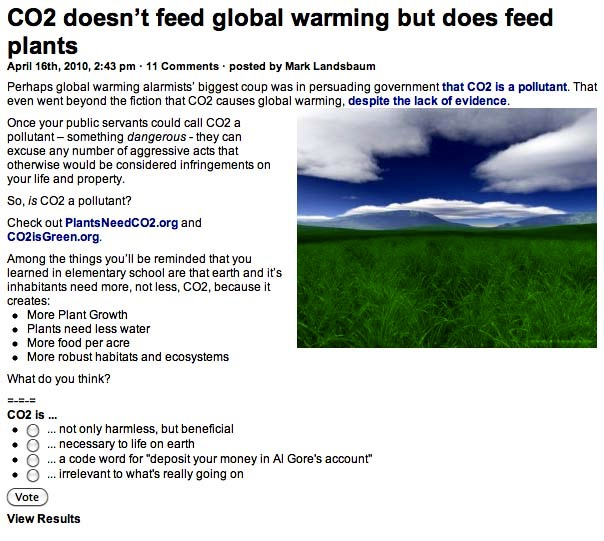 CO2 doesn't feed global warming but does feed
plants
April 16th, 2010, 2:43 pm · 11 Comments · posted by Mark Landsbaum
Perhaps global warming alarmists' biggest coup was in persuading government that CO2 is a pollutant. That
even went beyond the fiction that CO2 causes global warming, despite the lack of evidence.
Once your public servants could call CO2 a
pollutant – something dangerous - they can
excuse any number of aggressive acts that
otherwise would be considered infringements on
your life and property.
So, is CO2 a pollutant?
Check out PlantsNeedCO2.org and
CO2isGreen.org.
Among the things you'll be reminded that you
learned in elementary school are that earth and it's
inhabitants need more, not less, CO2, because it
creates:
• More Plant Growth
• Plants need less water
• More food per acre
• More robust habitats and ecosystems
What do you think?
=-=-=
CO2 is ...
• ... not only harmless, but beneficial
• ... necessary to life on earth
• ... a code word for "deposit your money in Al Gore's account"
• ... irrelevant to what's really going on
Vote
View Results